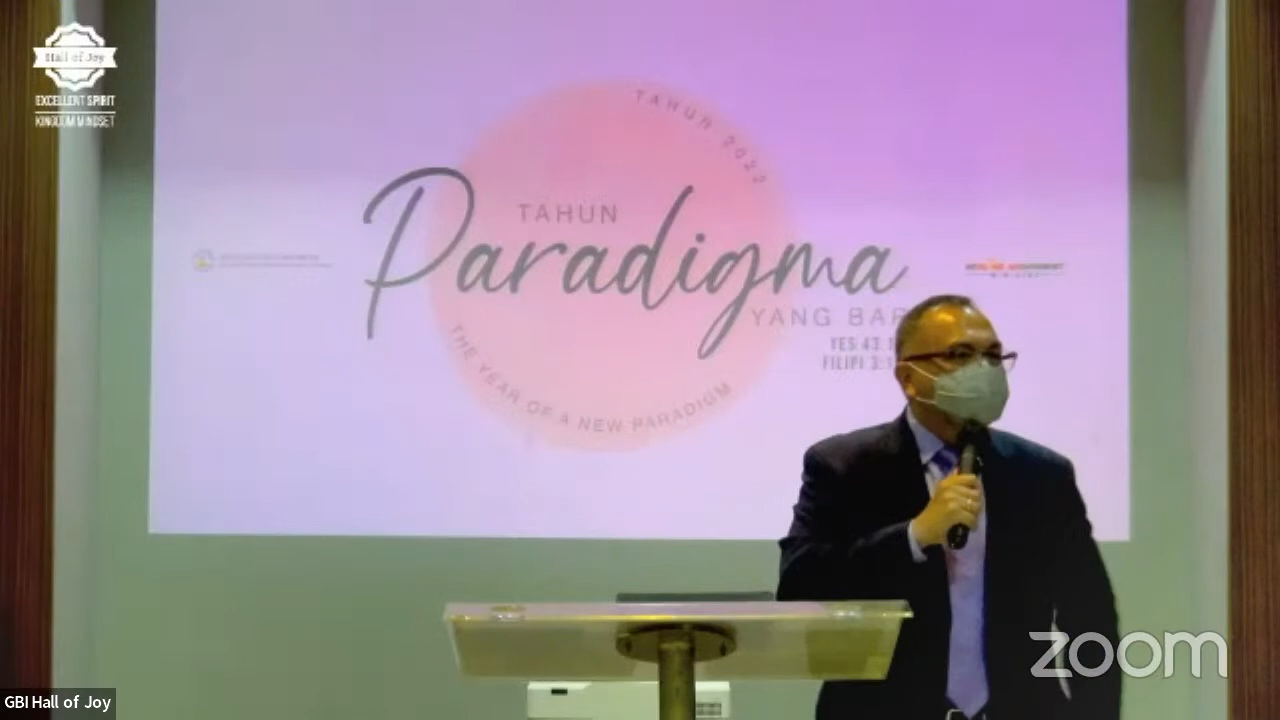 Hall of Joy
EXCELLENT SPIRIT
KINGDOM MINDSET
TAHUN 2022
TAHUN
Paradigma
YANG BAR
YES 43:1
FILIPI 3:1
THE YEAR OF A NEW PARADIGM
zoom
GBI Hall of Joy